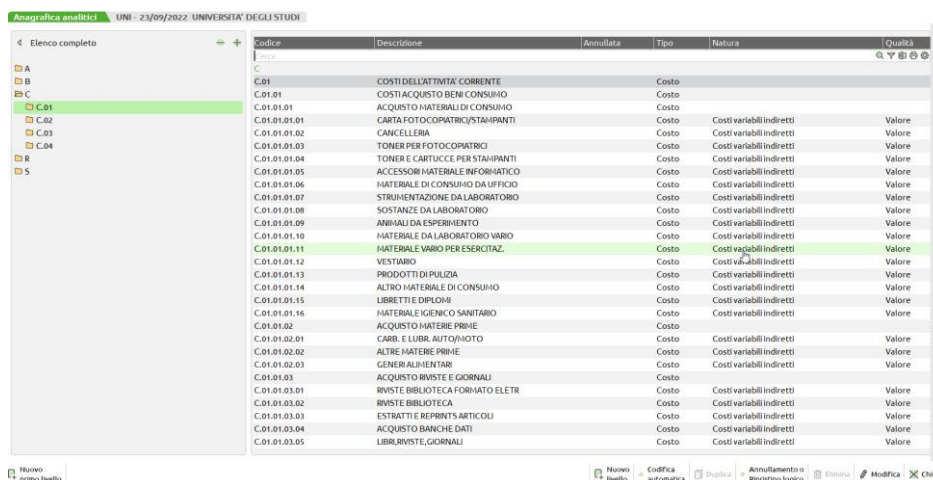 Anagrafica analitici UNI - 23/09/2022 UNIVERSITA' DEGLI STUDI
Elenco completo
A
B
C
C.01
C.02
C.03
C.04
R
S
Codice Descrizione Annullata Tipo Natura Qualità
Cerca
C
C.01 COSTI DELL'ATTIVITA' CORRENTE Costo
C.01.01 COSTI ACQUISTO BENI CONSUMO Costo
C.01.01.01 ACQUISTO MATERIALI DI CONSUMO Costo
C.01.01.01.01 CARTA FOTOCOPIATRICI/STAMPANTI Costo Costi variabili indiretti Valore
C.01.01.01.02 CANCELLERIA Costo Costi variabili indiretti Valore
C.01.01.01.03 TONER PER FOTOCOPIATRICI Costo Costi variabili indiretti Valore
C.01.01.01.04 TONER E CARTUCCE PER STAMPANTI Costo Costi variabili indiretti Valore
C.01.01.01.05 ACCESSORI MATERIALE INFORMATICO Costo Costi variabili indiretti Valore
C.01.01.01.06 MATERIALE DI CONSUMO DA UFFICIO Costo Costi variabili indiretti Valore
C.01.01.01.07 STRUMENTAZIONE DA LABORATORIO Costo Costi variabili indiretti Valore
C.01.01.01.08 SOSTANZE DA LABORATORIO Costo Costi variabili indiretti Valore
C.01.01.01.09 ANIMALI DA ESPERIMENTO Costo Costi variabili indiretti Valore
C.01.01.01.10 MATERIALE DA LABORATORIO VARIO Costo Costi variabili indiretti Valore
C.01.01.01.11 MATERIALE VARIO PER ESERCITAZ. Costo Costi variabili indiretti Valore
C.01.01.01.12 VESTIARIO Costo Costi variabili indiretti Valore
C.01.01.01.13 PRODOTTI DI PULIZIA Costo Costi variabili indiretti Valore
C.01.01.01.14 ALTRO MATERIALE DI CONSUMO Costo Costi variabili indiretti Valore
C.01.01.01.15 LIBRETTI E DIPLOMI Costo Costi variabili indiretti Valore
C.01.01.01.16 MATERIALE IGIENICO SANITARIO Costo Costi variabili indiretti Valore
C.01.01.02 ACQUISTO MATERIE PRIME Costo
C.01.01.02.01 CARB. E LUBR. AUTO/MOTO Costo Costi variabili indiretti Valore
C.01.01.02.02 ALTRE MATERIE PRIME Costo Costi variabili indiretti Valore
C.01.01.02.03 GENERI ALIMENTARI Costo Costi variabili indiretti Valore
C.01.01.03 ACQUISTO RIVISTE E GIORNALI Costo
C.01.01.03.01 RIVISTE BIBLIOTECA FORMATO ELETR Costo Costi variabili indiretti Valore
C.01.01.03.02 RIVISTE BIBLIOTECA Costo Costi variabili indiretti Valore
C.01.01.03.03 ESTRATTI E REPRINTS ARTICOLI Costo Costi variabili indiretti Valore
C.01.01.03.04 ACQUISTO BANCHE DATI Costo Costi variabili indiretti Valore
C.01.01.03.05 LIBRI,RIVISTE,GIORNALI Costo Costi variabili indiretti Valore
Nuovo primo livello Nuovo livello Codifica automatica Duplica Annullamento o Ripristino logico Elimina Modifica Chi